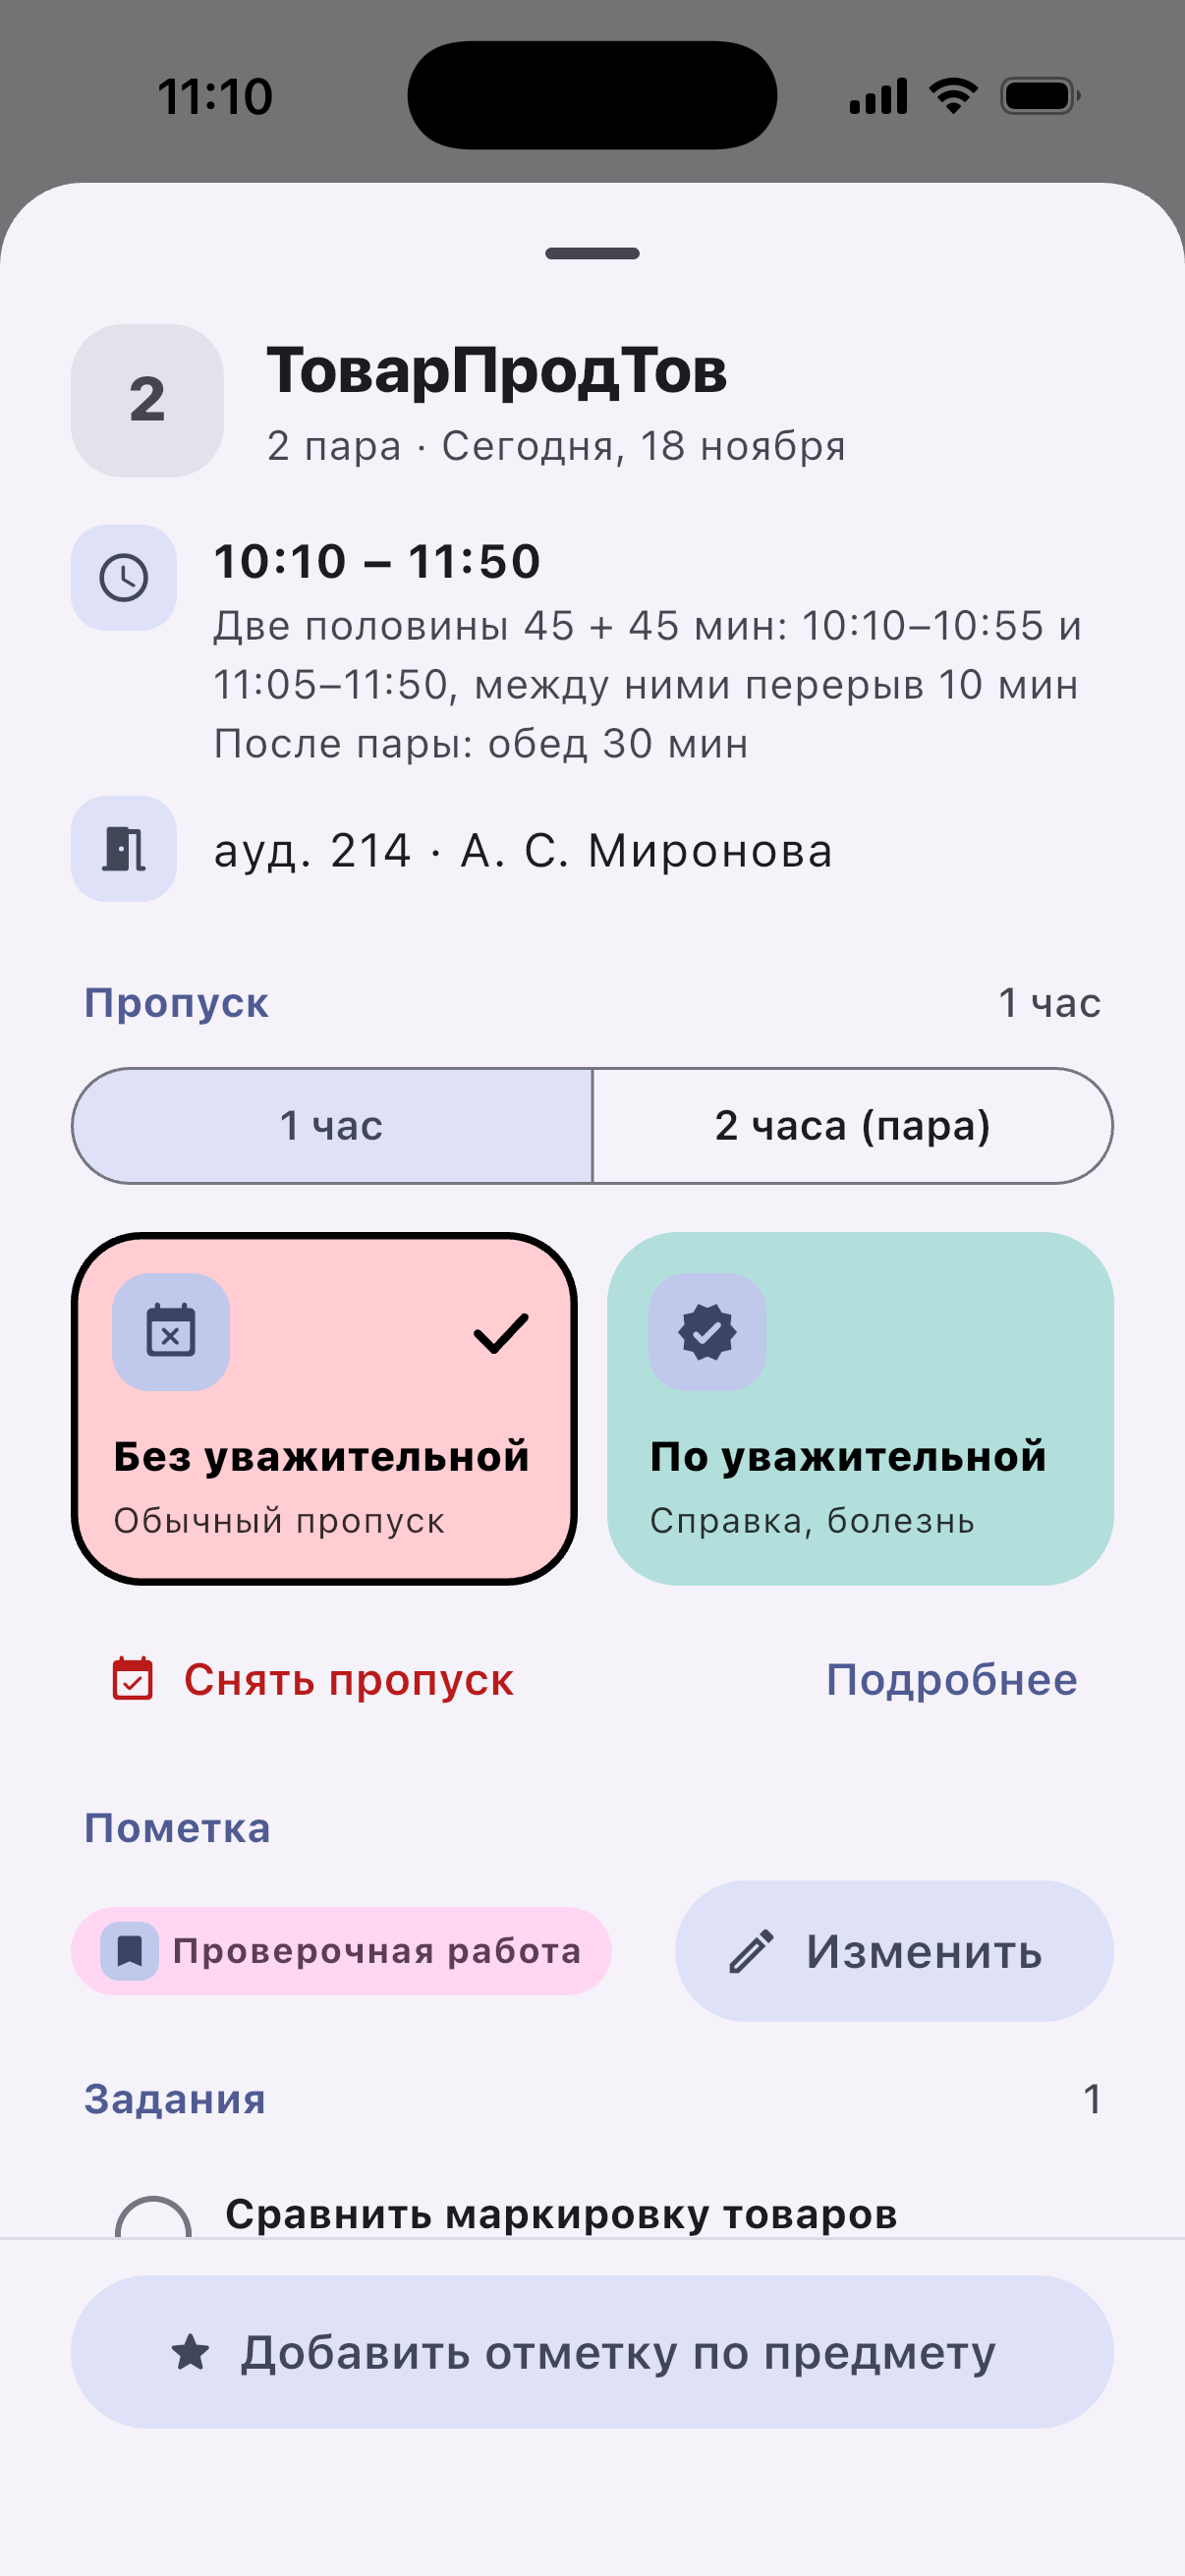 11:10
2
ТоварПродТов
2 пара · Сегодня, 18 ноября
10:10 – 11:50
Две половины 45 + 45 мин: 10:10–10:55 и
11:05–11:50, между ними перерыв 10 мин
После пары: обед 30 мин
ауд. 214 · А. С. Миронова
Пропуск
1 час
1 час
2 часа (пара)
Без уважительной
Обычный пропуск
По уважительной
Справка, болезнь
Снять пропуск
Подробнее
Пометка
Проверочная работа
Изменить
Задания
1
Сравнить маркировку товаров
Добавить отметку по предмету